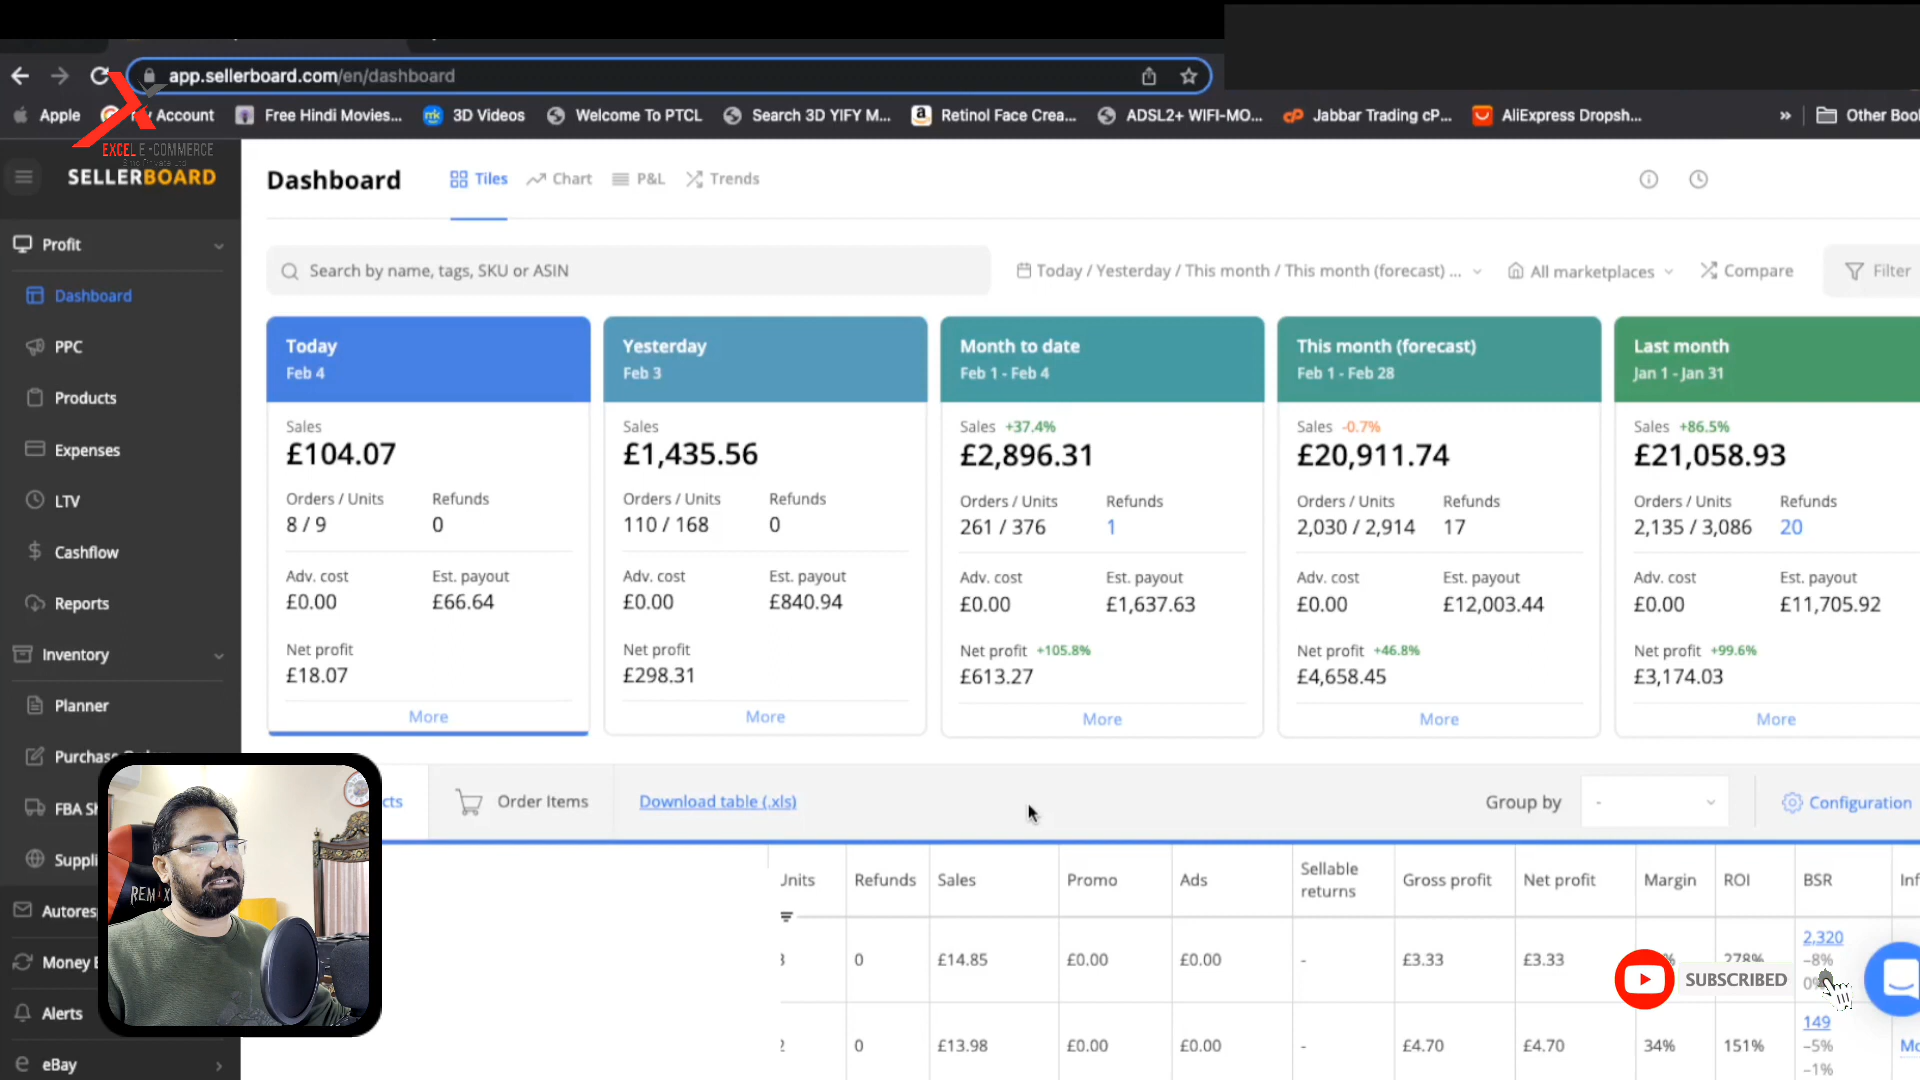 app.sellerboard.com/en/dashboard
Apple
Account
Free Hindi Movies...
3D Videos
Welcome To PTCL
Search 3D YIFY M...
Retinol Face Crea...
ADSL2+ WIFI-MO...
Jabbar Trading cP...
AliExpress Dropsh...
»
Other Bool
EXCEL E-COMMERCE
SELLERBOARD
Dashboard
Tiles
Chart
P&L
Trends
Profit
Dashboard
PPC
Products
Expenses
LTV
Cashflow
Reports
Inventory
Planner
Purchase
FBA Sh
Suppli
Autores
Money
Alerts
eBay
Search by name, tags, SKU or ASIN
Today / Yesterday / This month / This month (forecast) ...
All marketplaces
Compare
Filter
Today
Feb 4
Sales
£104.07
Orders / Units Refunds
8 / 9 0
Adv. cost Est. payout
£0.00 £66.64
Net profit
£18.07
More
Yesterday
Feb 3
Sales
£1,435.56
Orders / Units Refunds
110 / 168 0
Adv. cost Est. payout
£0.00 £840.94
Net profit
£298.31
More
Month to date
Feb 1 - Feb 4
Sales +37.4%
£2,896.31
Orders / Units Refunds
261 / 376 1
Adv. cost Est. payout
£0.00 £1,637.63
Net profit +105.8%
£613.27
More
This month (forecast)
Feb 1 - Feb 28
Sales -0.7%
£20,911.74
Orders / Units Refunds
2,030 / 2,914 17
Adv. cost Est. payout
£0.00 £12,003.44
Net profit +46.8%
£4,658.45
More
Last month
Jan 1 - Jan 31
Sales +86.5%
£21,058.93
Orders / Units Refunds
2,135 / 3,086 20
Adv. cost Est. payout
£0.00 £11,705.92
Net profit +99.6%
£3,174.03
More
cts
Order Items
Download table (.xls)
Group by -
Configuration
Units Refunds Sales Promo Ads Sellable returns Gross profit Net profit Margin ROI BSR Inf
3 0 £14.85 £0.00 £0.00 - £3.33 £3.33 % 278% 2,320
-8%
0%
2 0 £13.98 £0.00 £0.00 - £4.70 £4.70 34% 151% 149 Mo
-5%
-1%
SUBSCRIBED